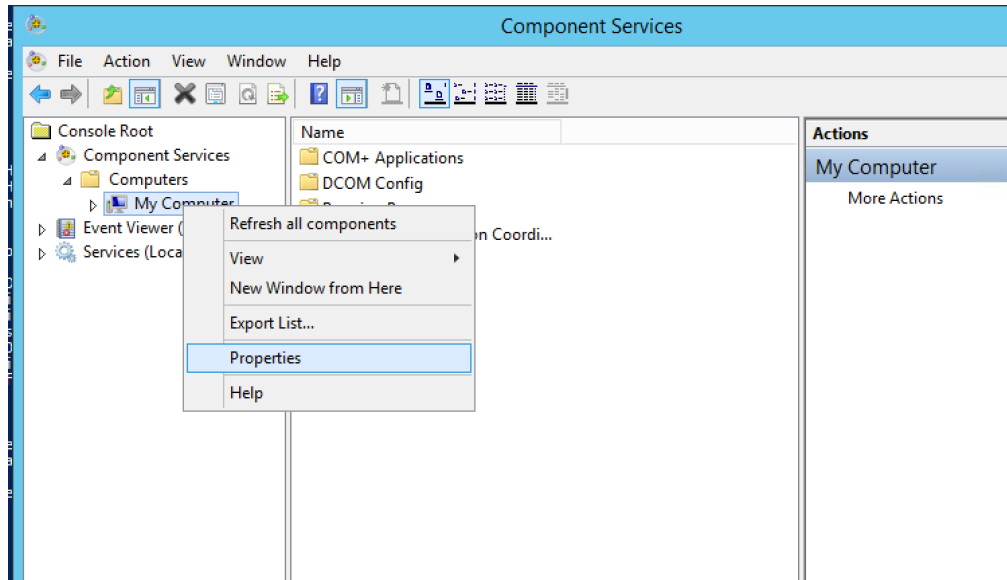 Component Services
File Action View Window Help
Console Root
Component Services
Computers
My Computer
Event Viewer (
Services (Loca
Name
COM+ Applications
DCOM Config
on Coordi...
Refresh all components
View
New Window from Here
Export List...
Properties
Help
Actions
My Computer
More Actions